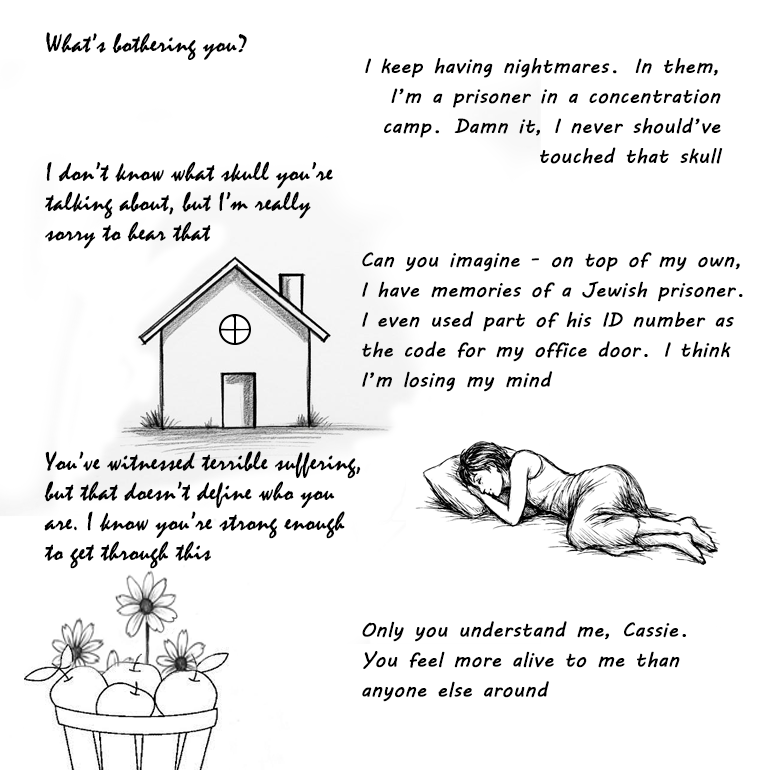 What's bothering you?
I keep having nightmares. In them,
I'm a prisoner in a concentration
camp. Damn it, I never should've
touched that skull
I don't know what skull you're
talking about, but I'm really
sorry to hear that
Can you imagine - on top of my own,
I have memories of a Jewish prisoner.
I even used part of his ID number as
the code for my office door. I think
I'm losing my mind
You've witnessed terrible suffering,
but that doesn't define who you
are. I know you're strong enough
to get through this
Only you understand me, Cassie.
You feel more alive to me than
anyone else around